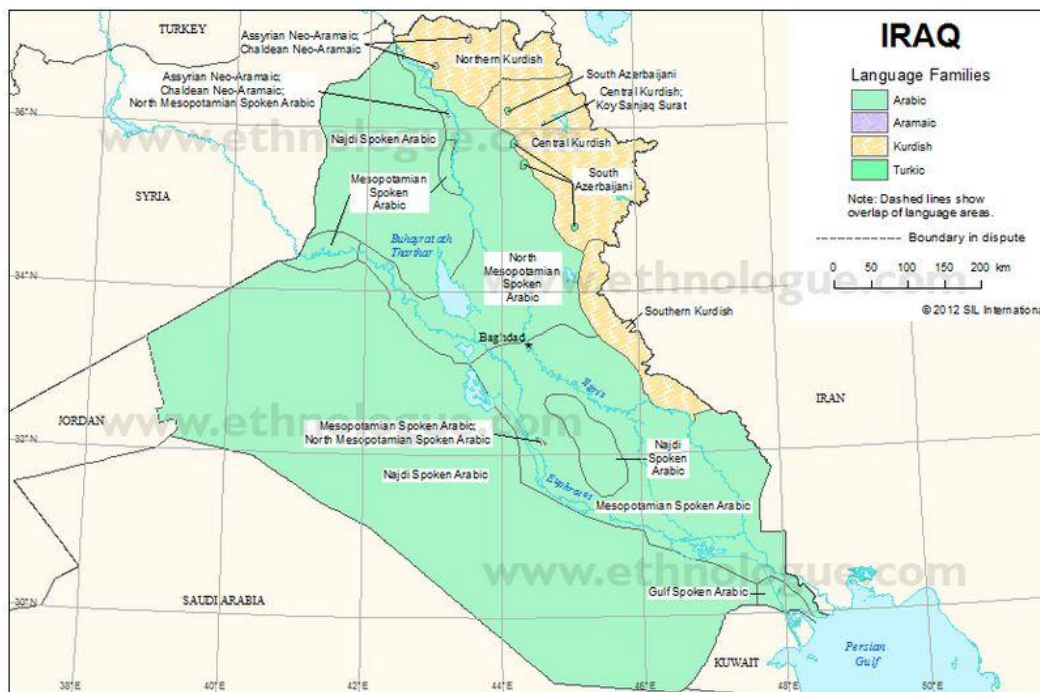 IRAQ
Language Families
Arabic
Aramaic
Kurdish
Turkic
Note: Dashed lines show
overlap of language areas.
Boundary in dispute
0 50 100 150 200 km
© 2012 SIL Internationa
TURKEY
Assyrian Neo-Aramaic;
Chaldean Neo-Aramaic
Northern Kurdish
Assyrian Neo-Aramaic;
Chaldean Neo-Aramaic;
North Mesopotamian Spoken Arabic
South Azerbaijani
Central Kurdish;
Koy Sanjaq Surat
36°N
www.ethnologue.com
www.ethnologue.com
Najdi Spoken Arabic
Central Kurdish
Mesopotamian
Spoken
Arabic
South
Azerbaijani
SYRIA
Buhayrat ath
Tharthar
North
Mesopotamian
Spoken
Arabic
34°N
www.ethnologue.com
Southern Kurdish
Baghdad
Tigris
IRAN
JORDAN
www.ethnologue.com
32°N
Mesopotamian Spoken Arabic;
North Mesopotamian Spoken Arabic
Najdi
Spoken
Arabic
Najdi Spoken Arabic
Euphrates
Mesopotamian Spoken Arabic
www.ethnologue.com
Gulf Spoken Arabic
30°N
SAUDI ARABIA
KUWAIT
Persian
Gulf
38°E 40°E 42°E 44°E 46°E 48°E 50°E